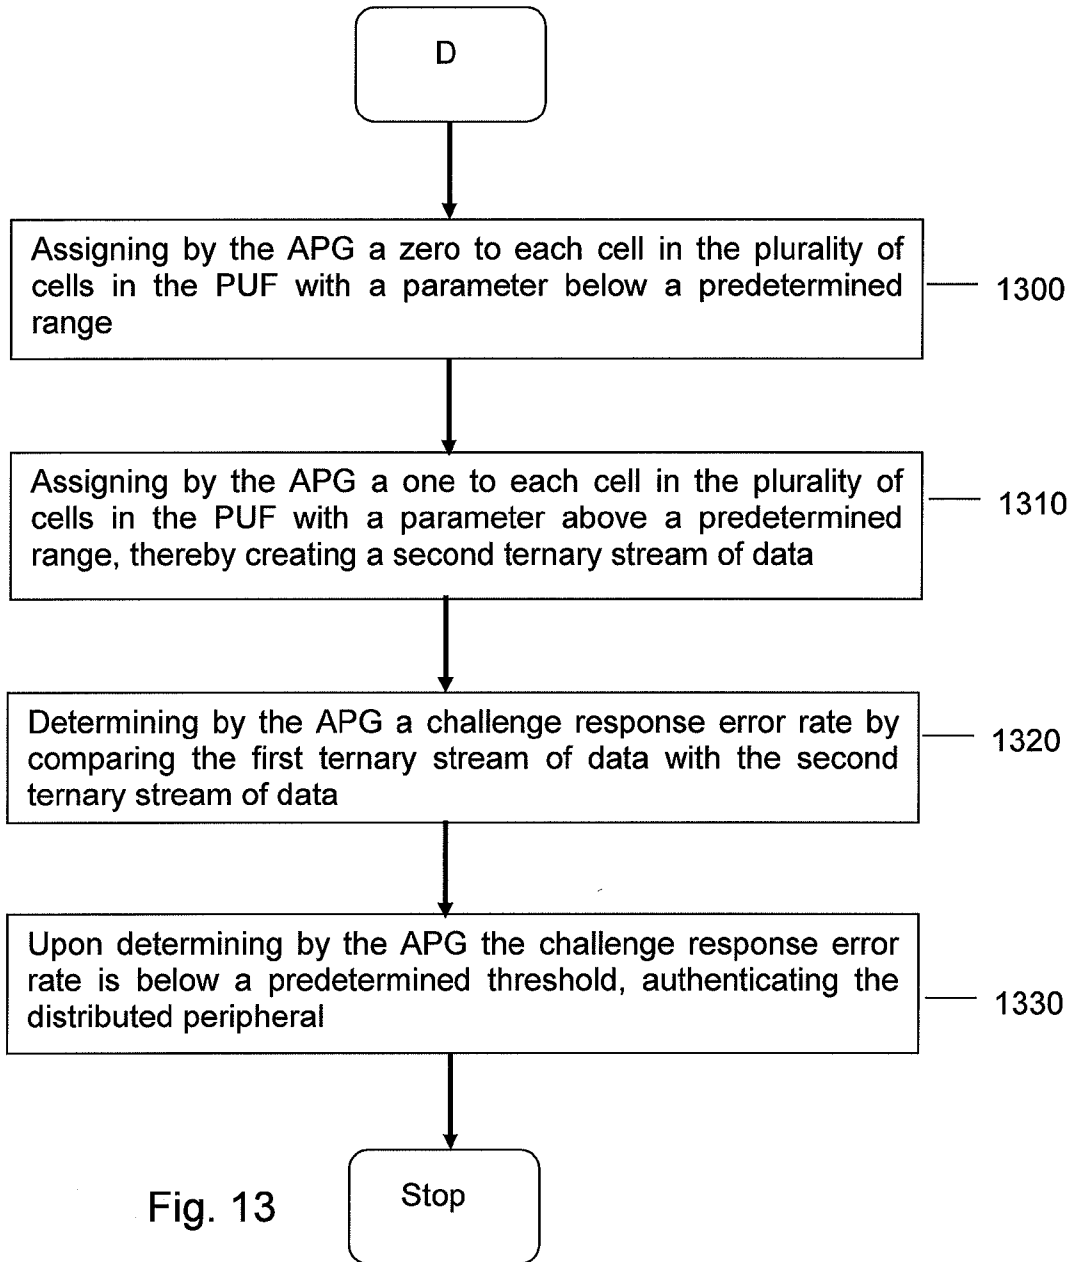 D
Assigning by the APG a zero to each cell in the plurality of
cells in the PUF with a parameter below a predetermined
range
1300
Assigning by the APG a one to each cell in the plurality of
cells in the PUF with a parameter above a predetermined
range, thereby creating a second ternary stream of data
1310
Determining by the APG a challenge response error rate by
comparing the first ternary stream of data with the second
ternary stream of data
1320
Upon determining by the APG the challenge response error
rate is below a predetermined threshold, authenticating the
distributed peripheral
1330
Stop
Fig. 13